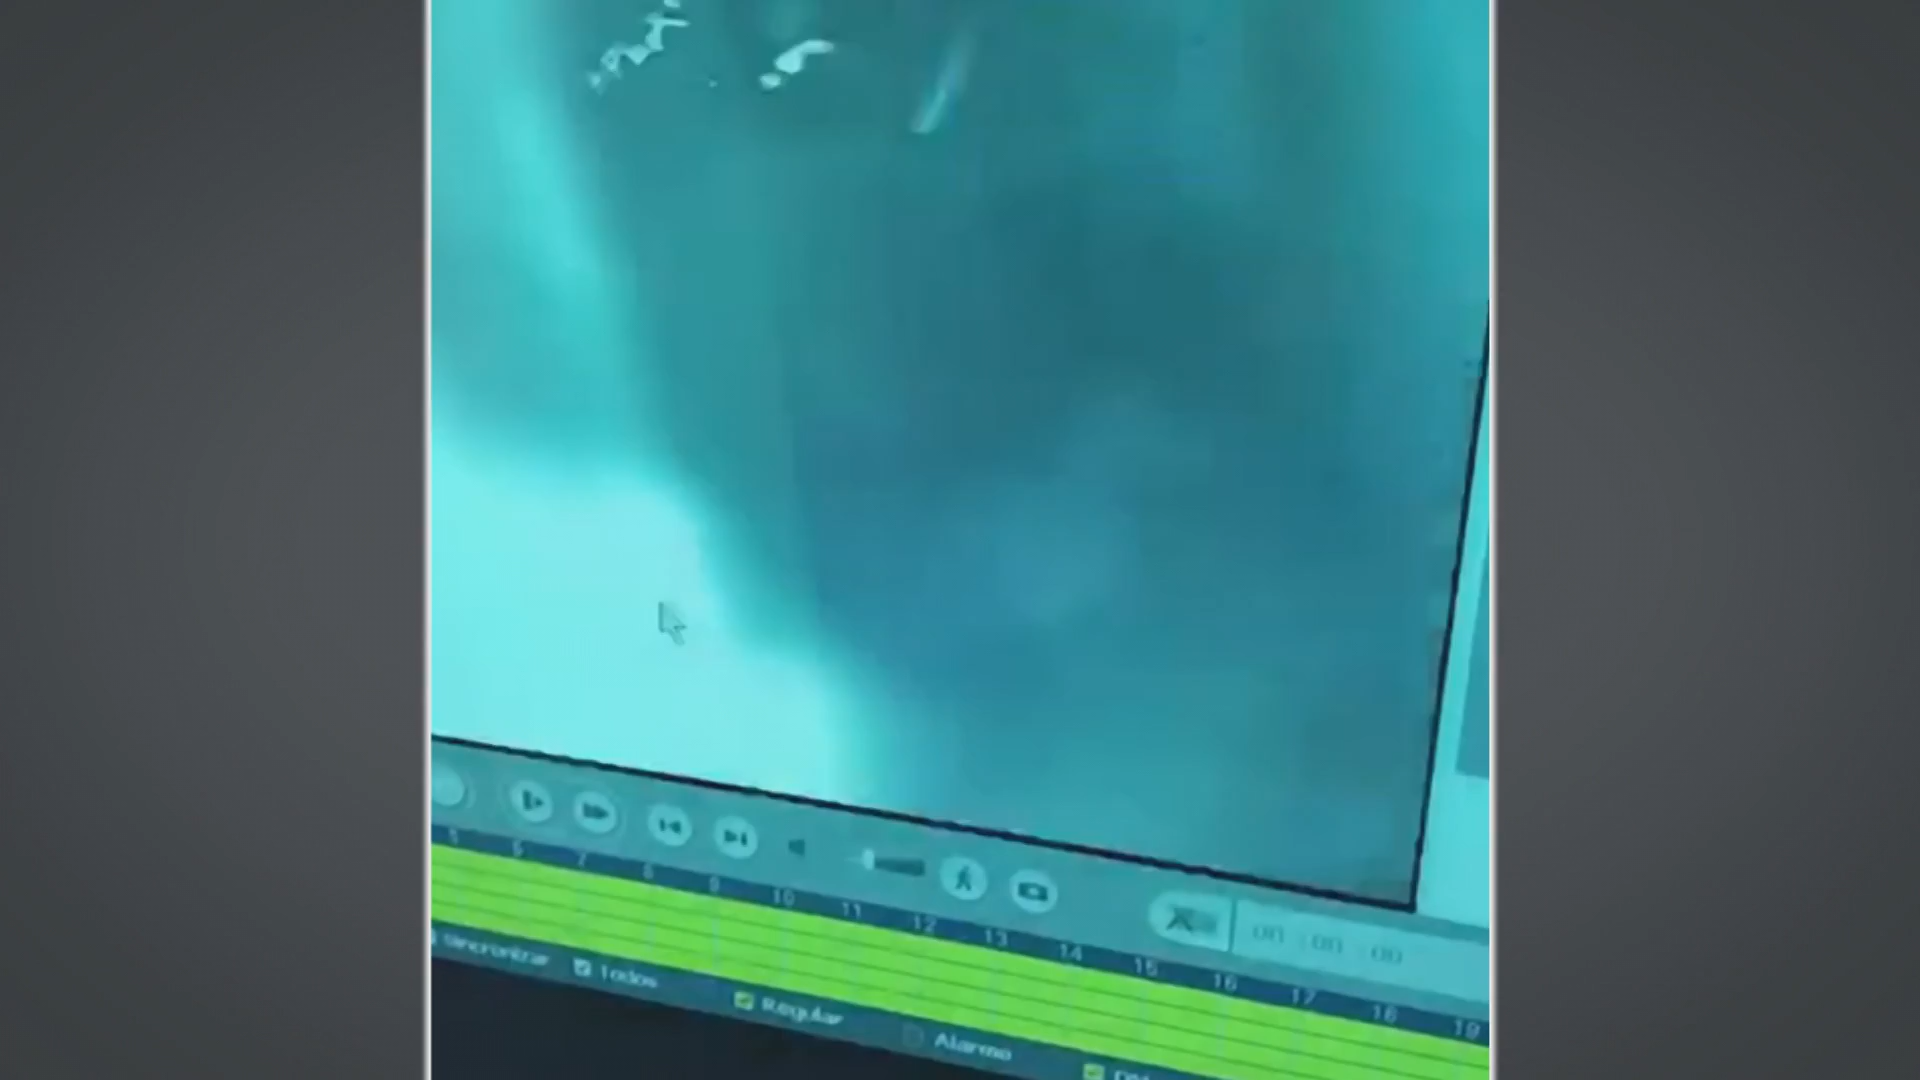 5 6 7 8 9 10 11 12 13 14 15 16 17 18 19
00 : 00 : 00
Sincronizar Todos Regular Alarme